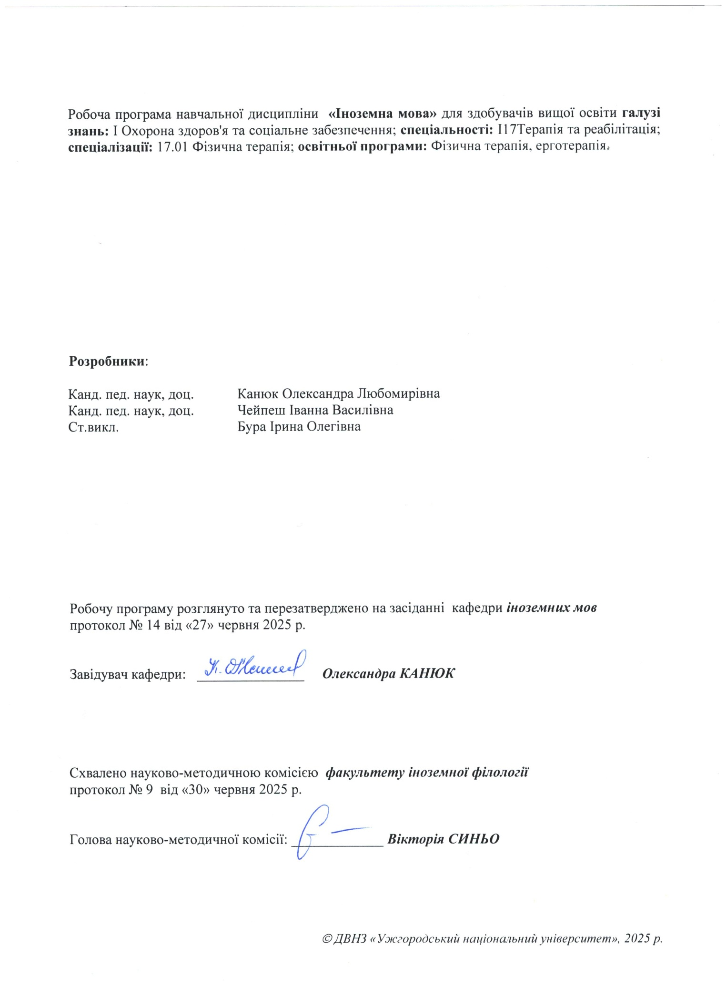 Робоча програма навчальної дисципліни «Іноземна мова» для здобувачів вищої освіти галузі
знань: І Охорона здоров'я та соціальне забезпечення; спеціальності: І17Терапія та реабілітація;
спеціалізації: 17.01 Фізична терапія; освітньої програми: Фізична терапія, ерготерапія.
Розробники:
Канд. пед. наук, доц. Канюк Олександра Любомирівна
Канд. пед. наук, доц. Чейпеш Іванна Василівна
Ст.викл. Бура Ірина Олегівна
Робочу програму розглянуто та перезатверджено на засіданні кафедри іноземних мов
протокол № 14 від «27» червня 2025 р.
Завідувач кафедри: Олександра КАНЮК
Схвалено науково-методичною комісією факультету іноземної філології
протокол № 9 від «30» червня 2025 р.
Голова науково-методичної комісії: Вікторія СИНЬО
© ДВНЗ «Ужгородський національний університет», 2025 р.